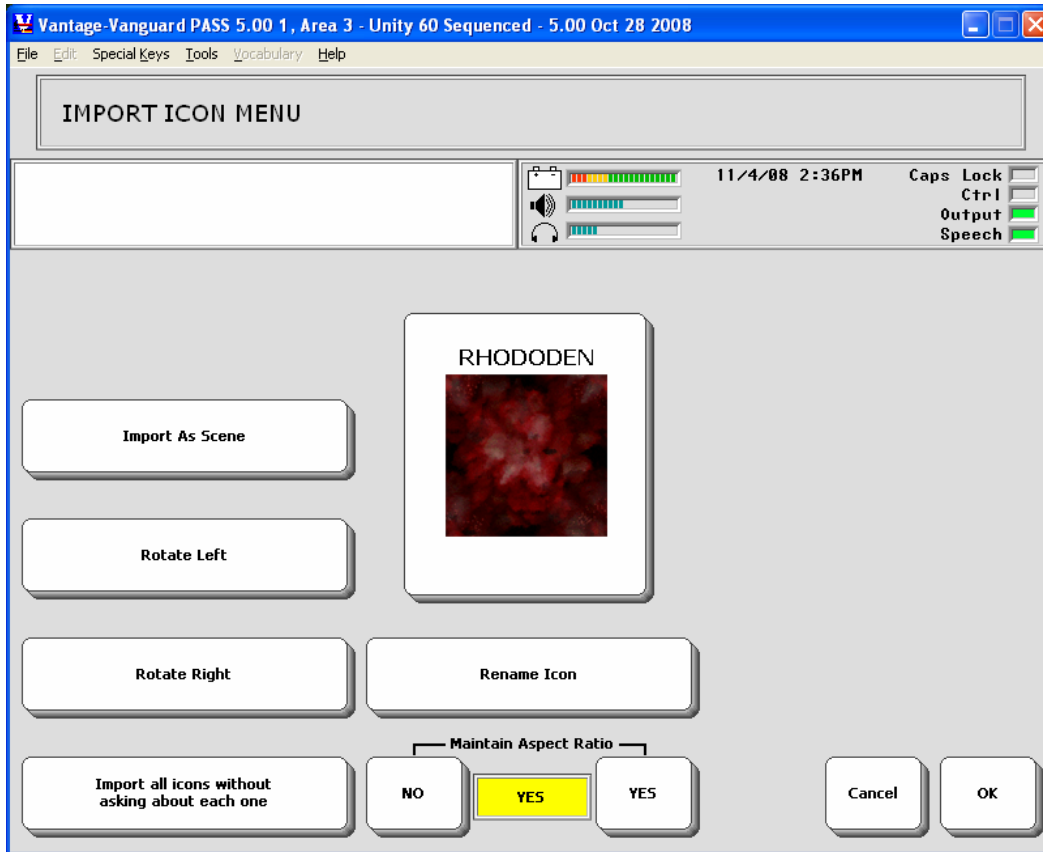 Vantage-Vanguard PASS 5.00 1, Area 3 - Unity 60 Sequenced - 5.00 Oct 28 2008
File Edit Special Keys Tools Vocabulary Help
IMPORT ICON MENU
11/4/08 2:36PM
Caps Lock
Ctrl
Output
Speech
RHODODEN
Import As Scene
Rotate Left
Rotate Right
Rename Icon
Maintain Aspect Ratio
Import all icons without
asking about each one
NO
YES
YES
Cancel
OK